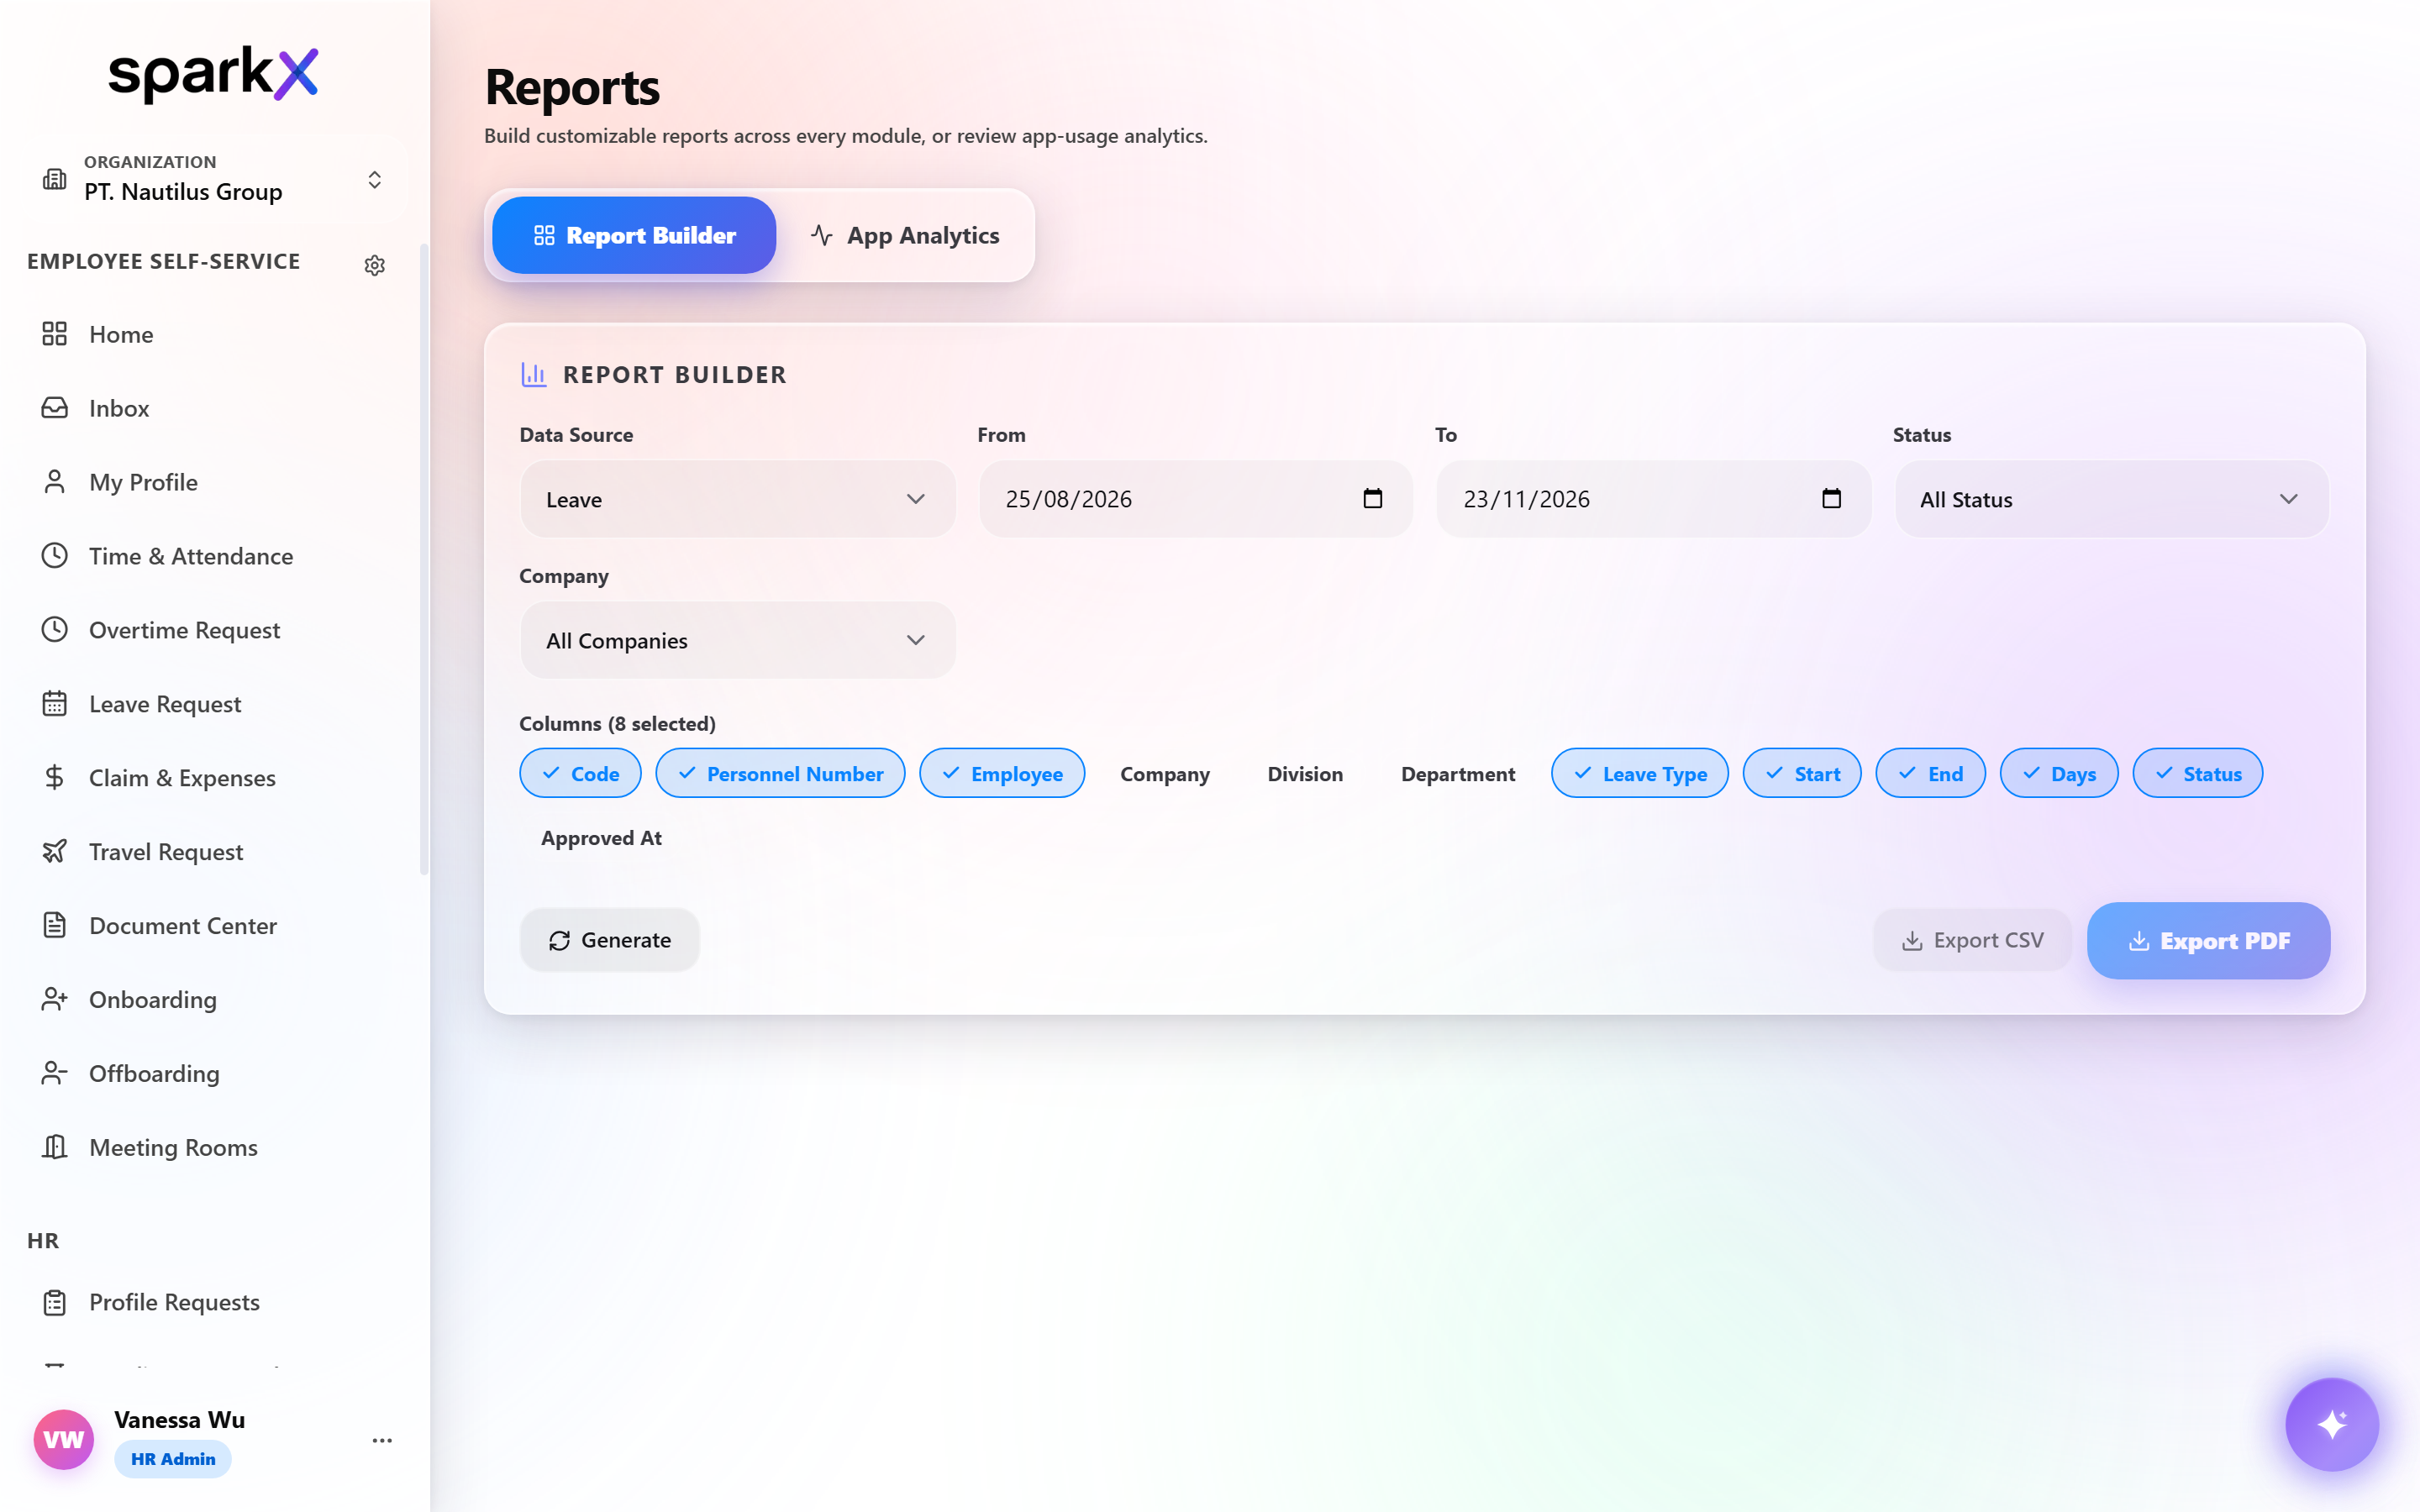 sparkX
ORGANIZATION
PT. Nautilus Group
EMPLOYEE SELF-SERVICE
Home
Inbox
My Profile
Time & Attendance
Overtime Request
Leave Request
Claim & Expenses
Travel Request
Document Center
Onboarding
Offboarding
Meeting Rooms
HR
Profile Requests
VW
Vanessa Wu
HR Admin
Reports
Build customizable reports across every module, or review app-usage analytics.
Report Builder
App Analytics
REPORT BUILDER
Data Source
From
To
Status
Leave
25/08/2026
23/11/2026
All Status
Company
All Companies
Columns (8 selected)
Code
Personnel Number
Employee
Company
Division
Department
Leave Type
Start
End
Days
Status
Approved At
Generate
Export CSV
Export PDF